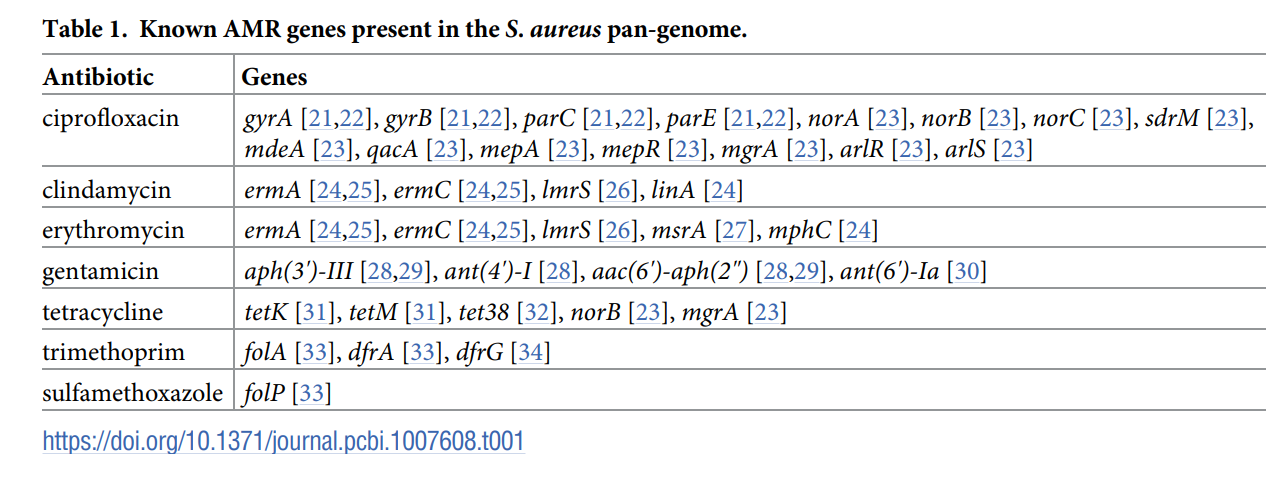 Table 1. Known AMR genes present in the S. aureus pan-genome.
Antibiotic Genes
ciprofloxacin gyrA [21,22], gyrB [21,22], parC [21,22], parE [21,22], norA [23], norB [23], norC [23], sdrM [23],
mdeA [23], qacA [23], mepA [23], mepR [23], mgrA [23], arlR [23], arlS [23]
clindamycin ermA [24,25], ermC [24,25], lmrS [26], linA [24]
erythromycin ermA [24,25], ermC [24,25], lmrS [26], msrA [27], mphC [24]
gentamicin aph(3′)-III [28,29], ant(4′)-I [28], aac(6′)-aph(2″) [28,29], ant(6′)-Ia [30]
tetracycline tetK [31], tetM [31], tet38 [32], norB [23], mgrA [23]
trimethoprim folA [33], dfrA [33], dfrG [34]
sulfamethoxazole folP [33]
https://doi.org/10.1371/journal.pcbi.1007608.t001